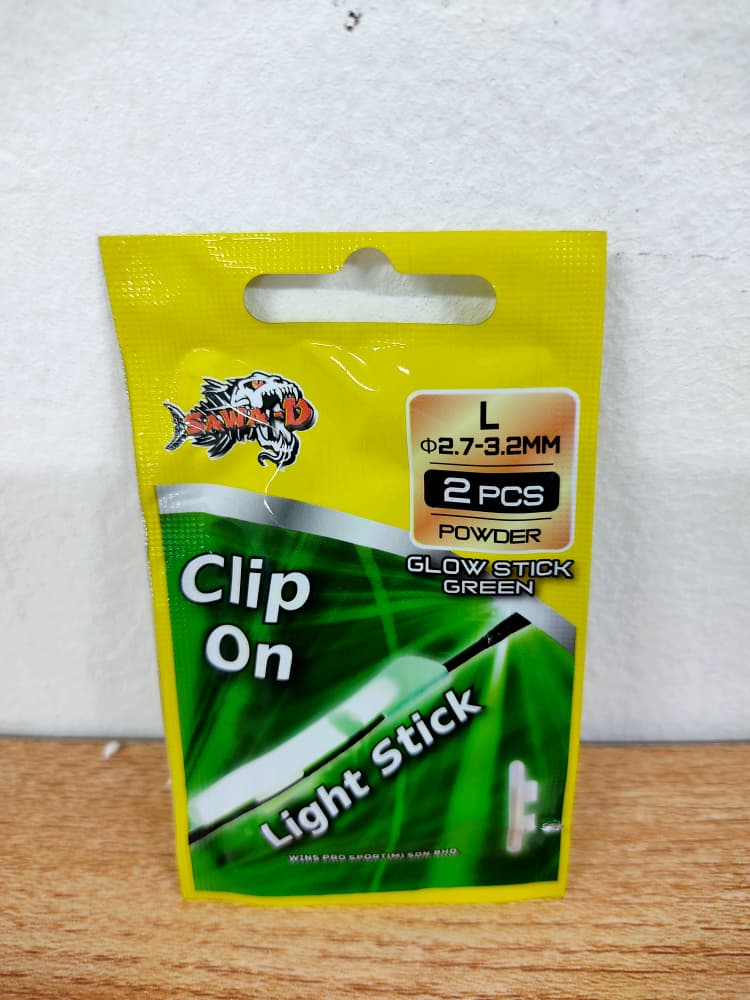 SAWA-D
L
Φ2.7-3.2MM
2 PCS
POWDER
GLOW STICK
GREEN
Clip
On
Light Stick
WINS PRO SPORT(M) SDN BHD